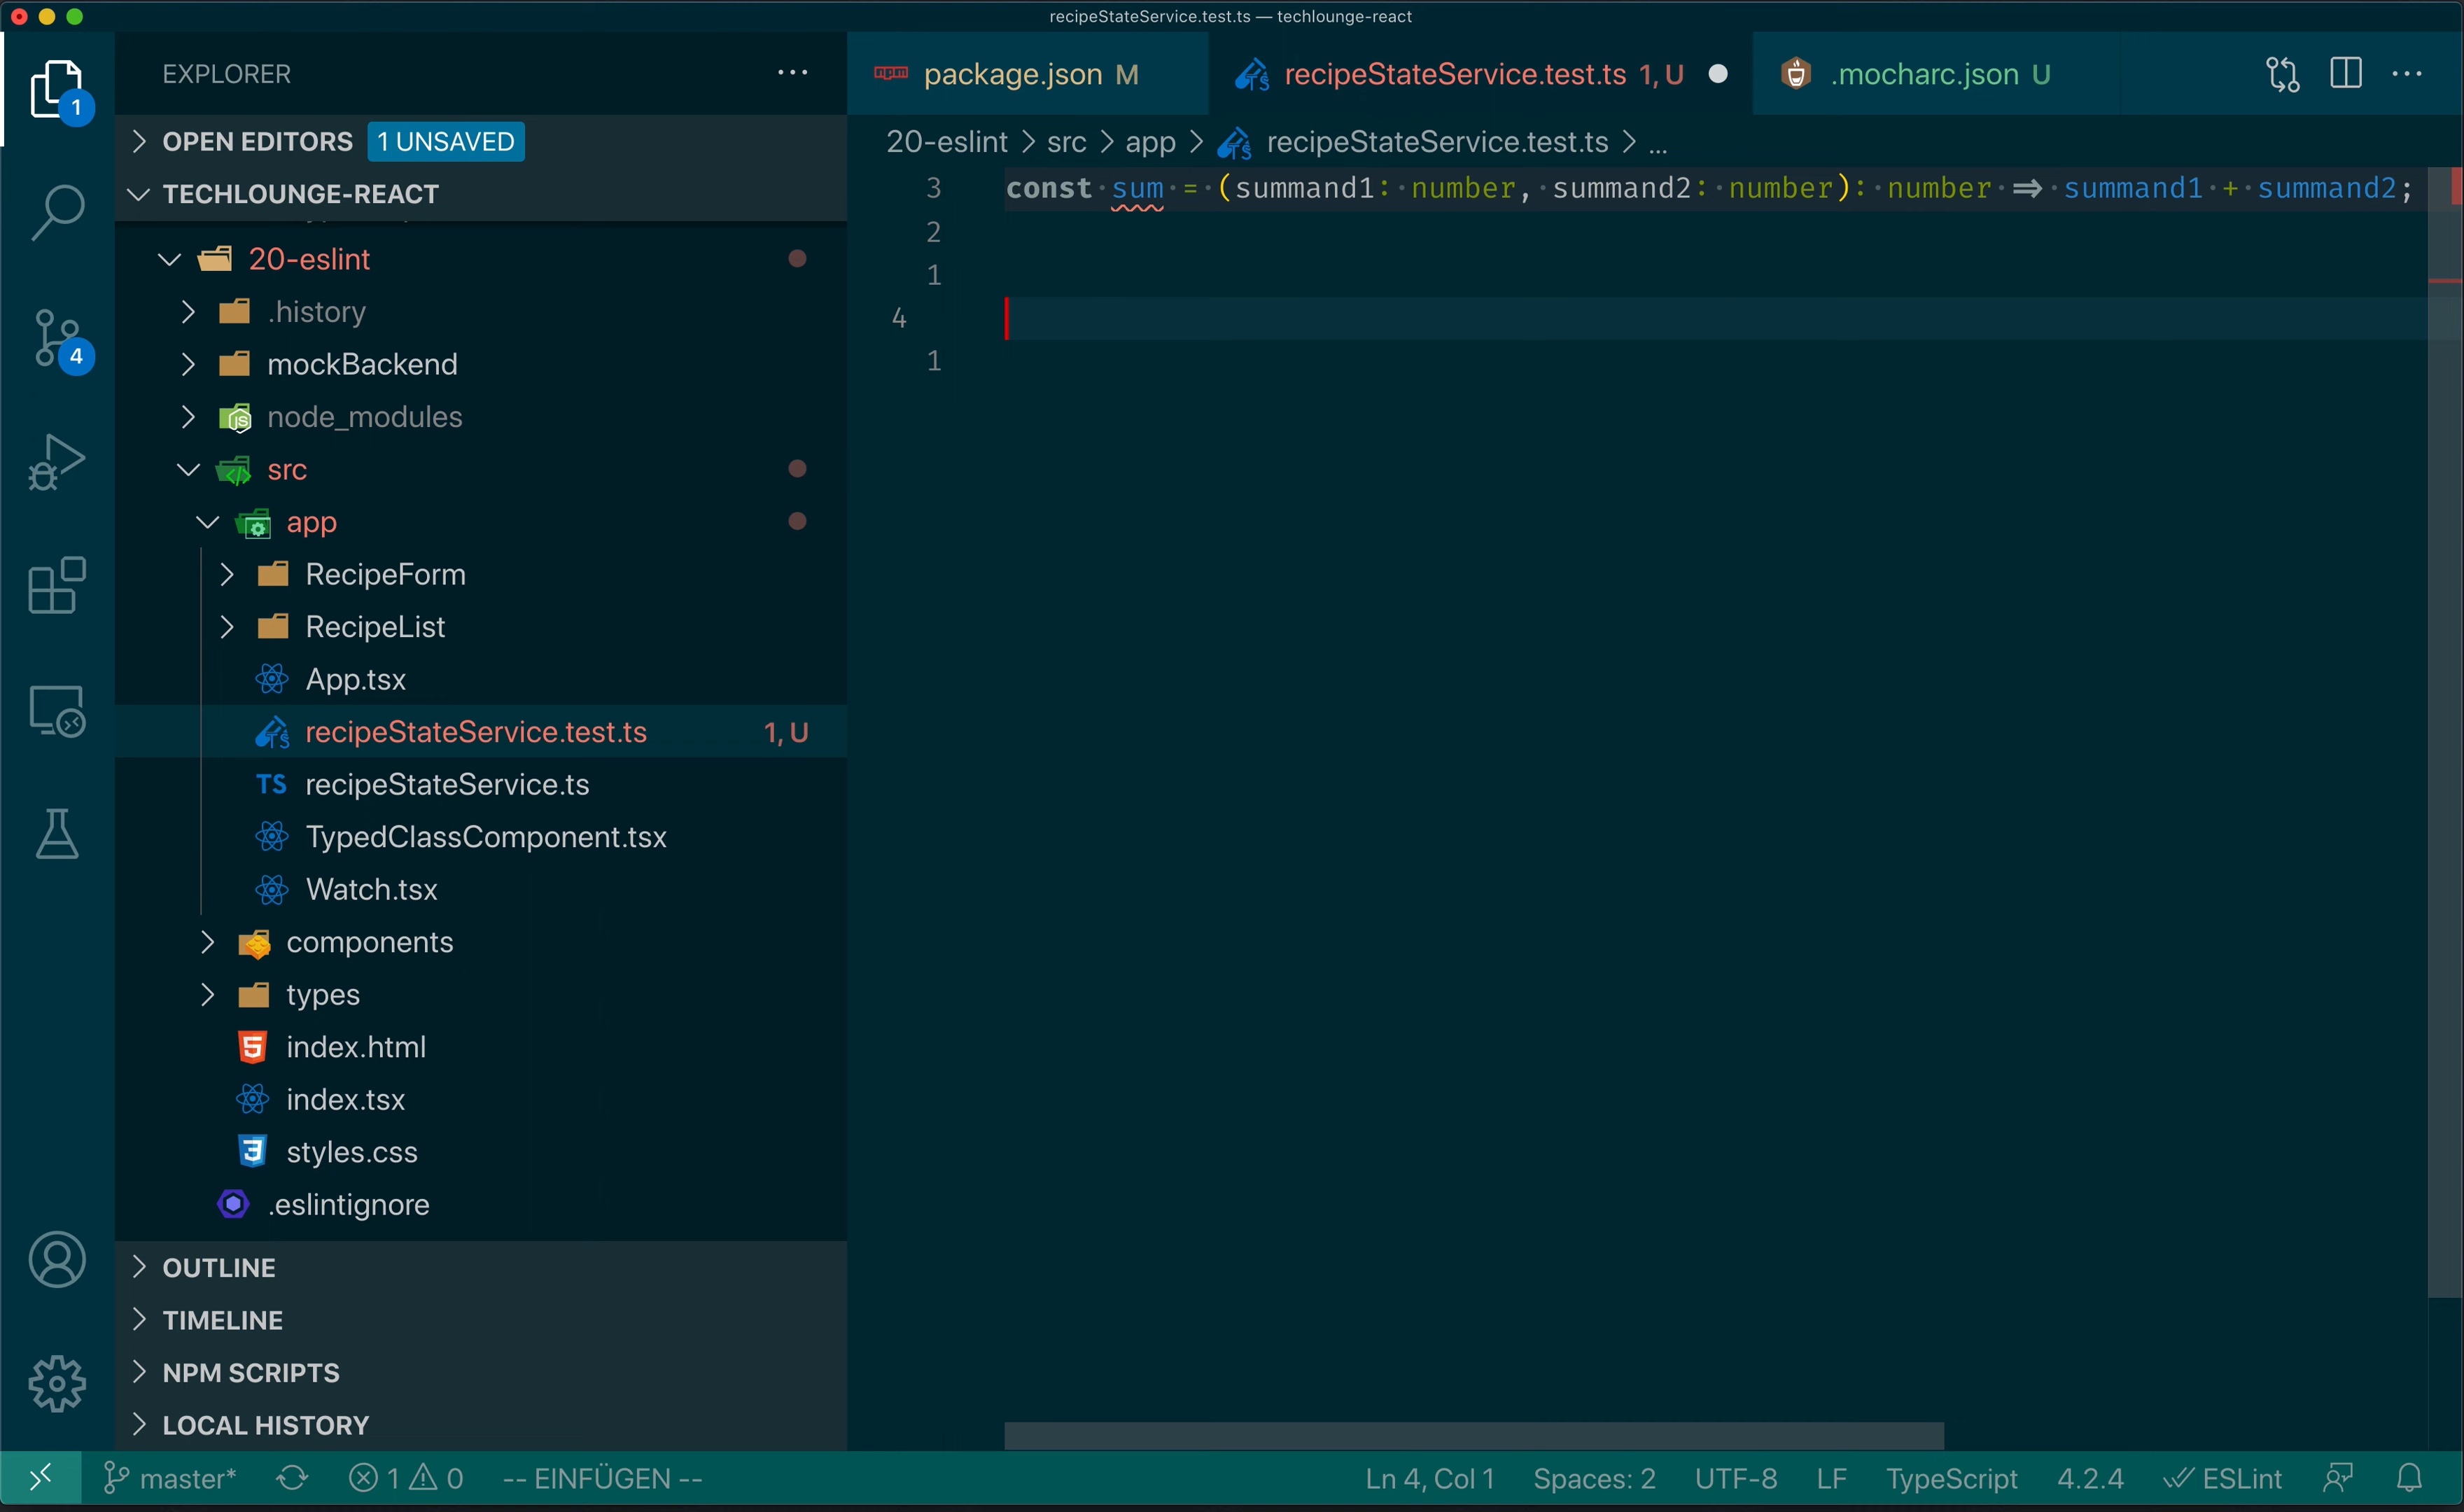 recipeStateService.test.ts — techlounge-react
EXPLORER
package.json M
recipeStateService.test.ts 1, U
.mocharc.json U
1
OPEN EDITORS 1 UNSAVED
20-eslint > src > app > recipeStateService.test.ts > ...
TECHLOUNGE-REACT
3 const sum = (summand1: number, summand2: number): number => summand1 + summand2;
2
1
4
1
20-eslint
.history
4
mockBackend
node_modules
src
app
RecipeForm
RecipeList
App.tsx
recipeStateService.test.ts 1, U
TS recipeStateService.ts
TypedClassComponent.tsx
Watch.tsx
components
types
index.html
index.tsx
styles.css
.eslintignore
OUTLINE
TIMELINE
NPM SCRIPTS
LOCAL HISTORY
master* 1 0 -- EINFÜGEN -- Ln 4, Col 1 Spaces: 2 UTF-8 LF TypeScript 4.2.4 ESLint